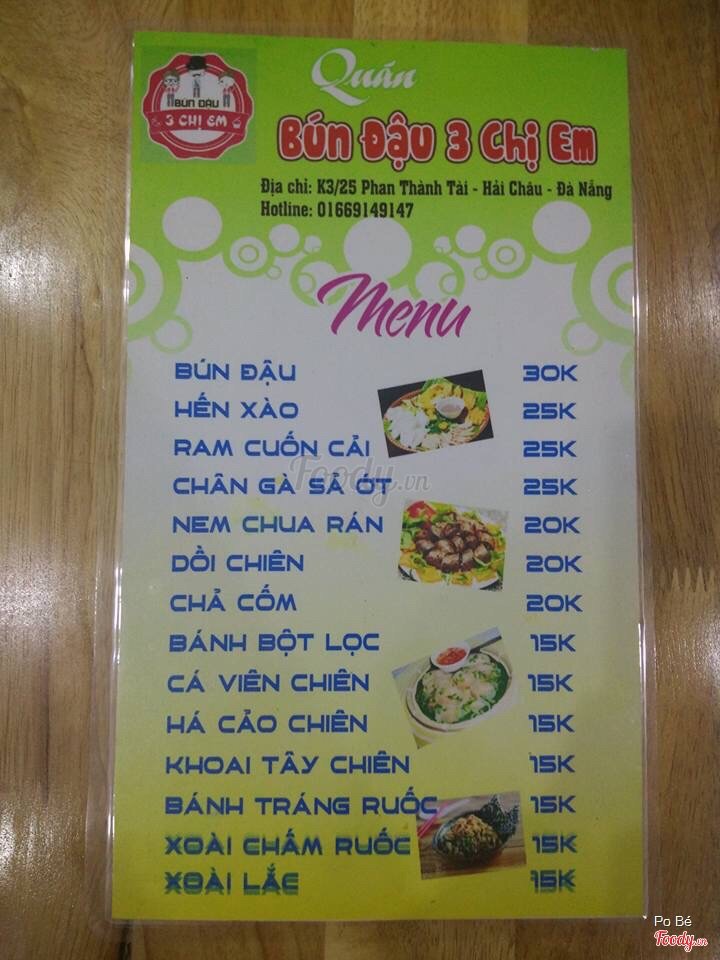 BÚN ĐẬU
3 CHỊ EM
Quán
Bún Đậu 3 Chị Em
Địa chỉ: K3/25 Phan Thành Tài - Hải Châu - Đà Nẵng
Hotline: 01669149147
Menu
BÚN ĐẬU 30K
HẾN XÀO 25K
RAM CUỐN CẢI 25K
Foody.vn
CHÂN GÀ SẢ ỚT 25K
NEM CHUA RÁN 20K
DỒI CHIÊN 20K
CHẢ CỐM 20K
BÁNH BỘT LỌC 15K
CÁ VIÊN CHIÊN 15K
HÁ CẢO CHIÊN 15K
KHOAI TÂY CHIÊN 15K
BÁNH TRÁNG RUỐC 15K
XOÀI CHẤM RUỐC 15K
XOÀI LẮC 15K
Po Bé
Foody.vn